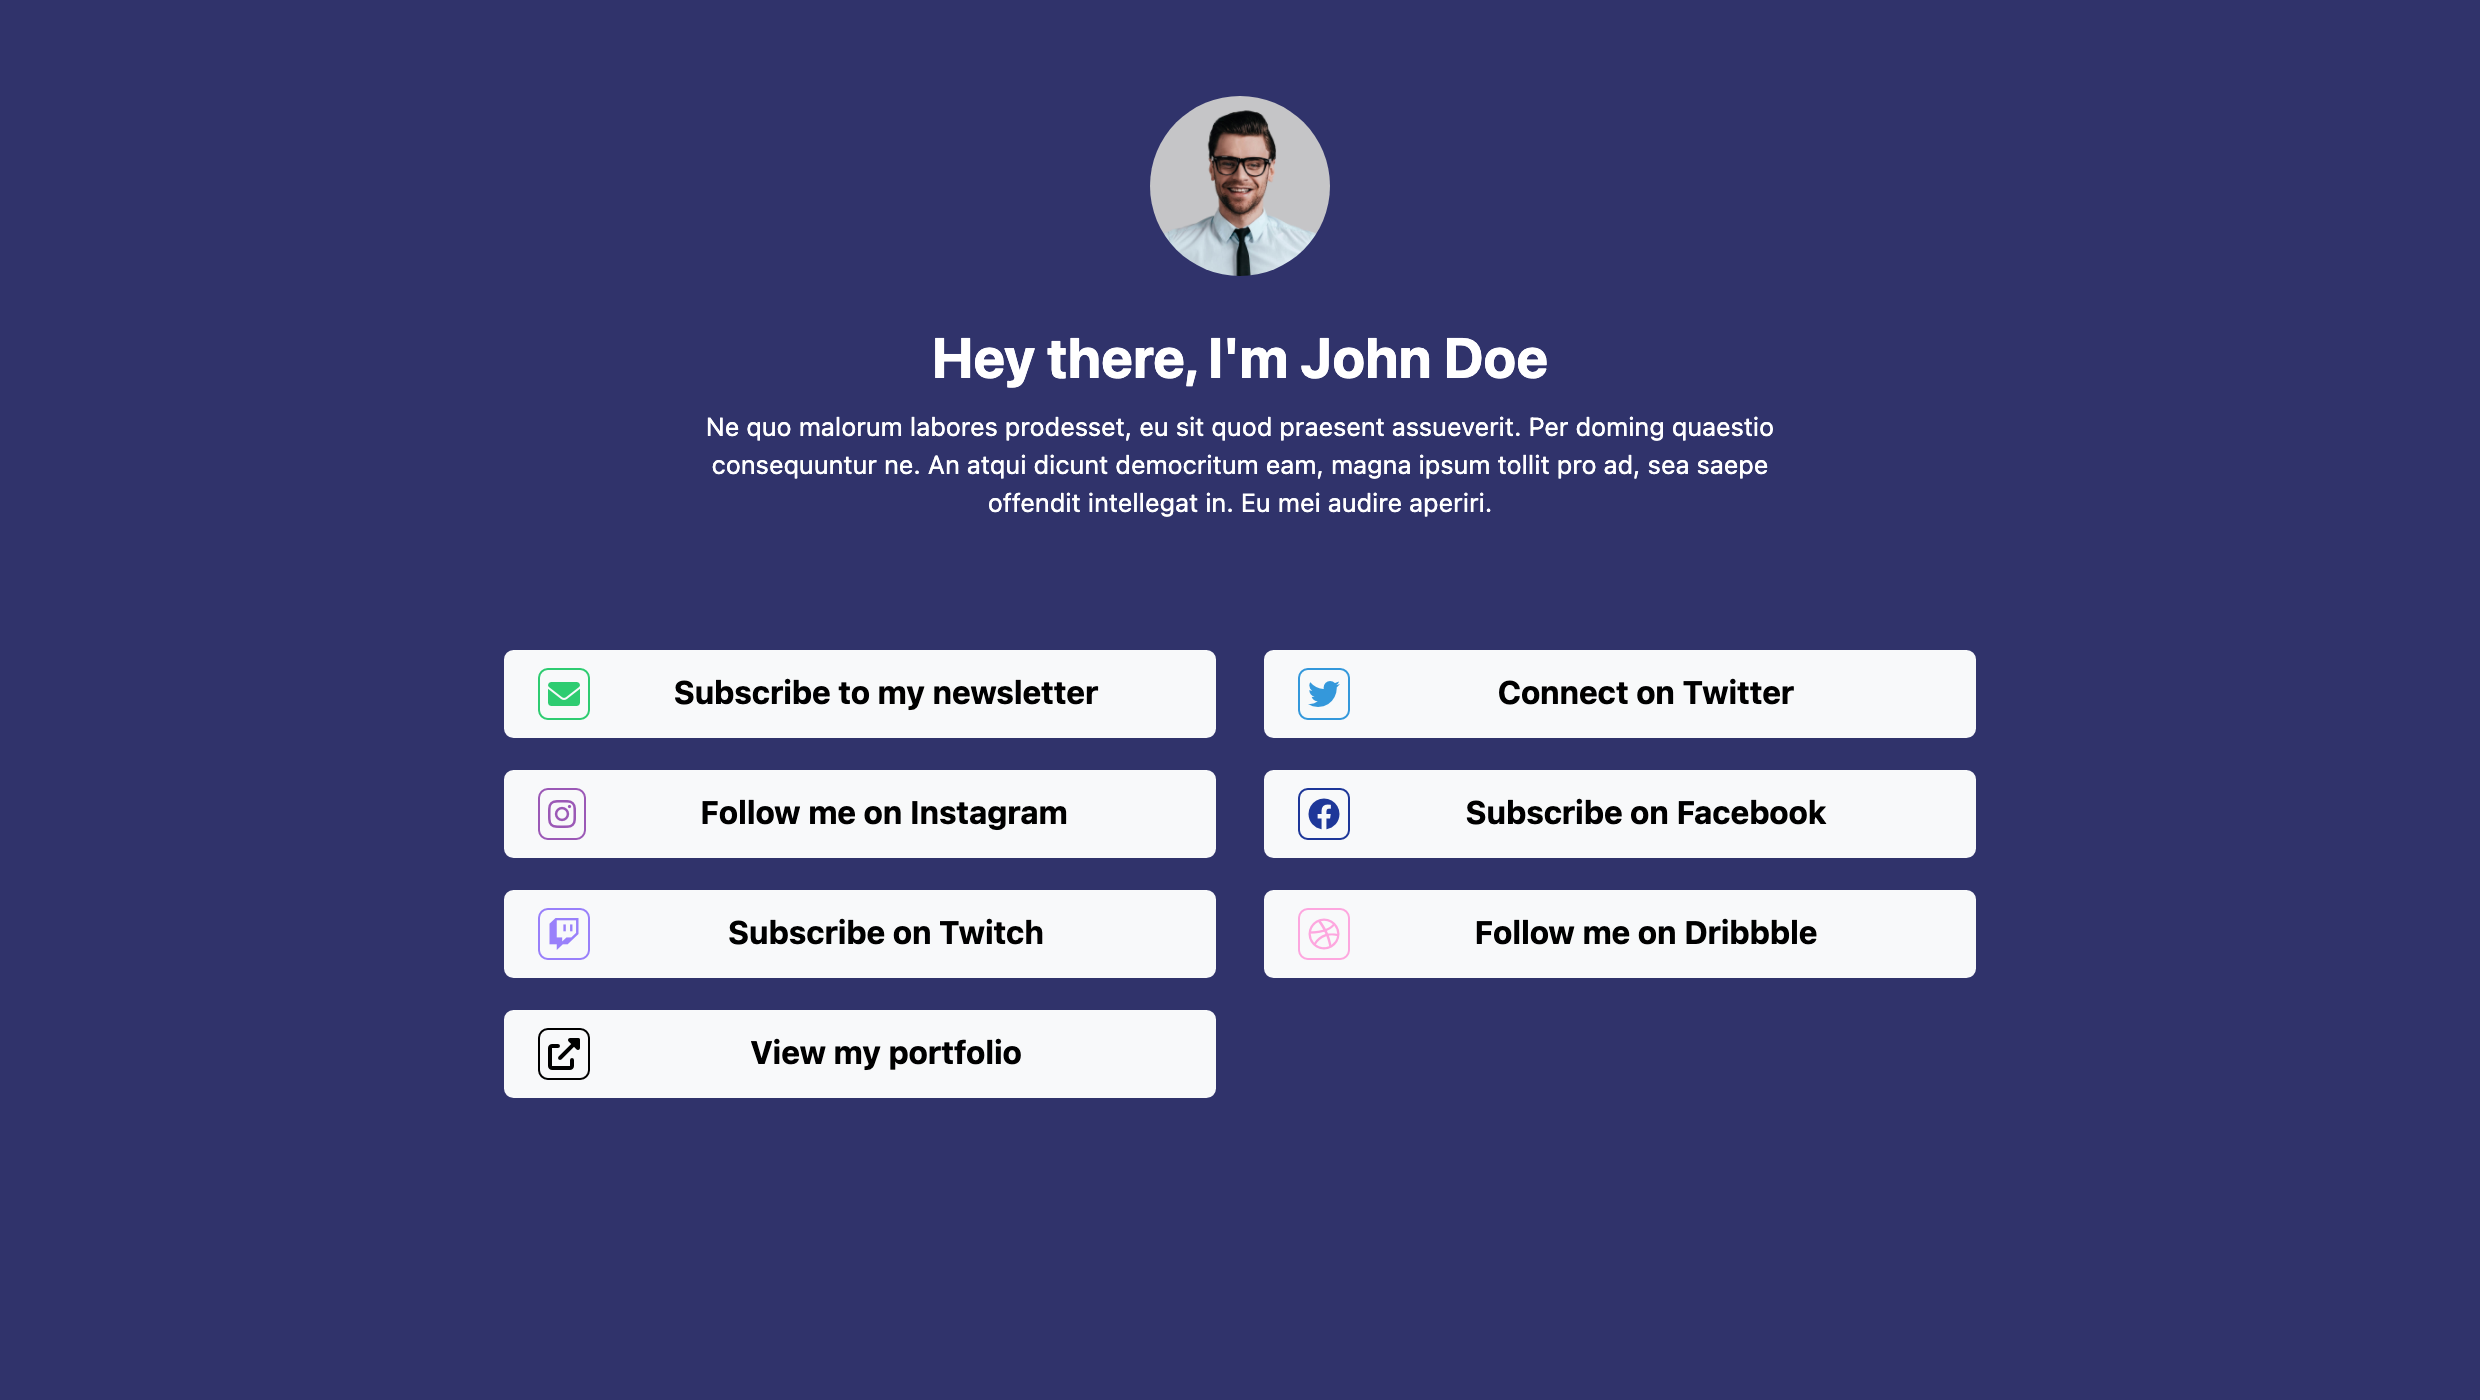 Hey there, I'm John Doe
Ne quo malorum labores prodesset, eu sit quod praesent assueverit. Per doming quaestio
consequuntur ne. An atqui dicunt democritum eam, magna ipsum tollit pro ad, sea saepe
offendit intellegat in. Eu mei audire aperiri.
Subscribe to my newsletter
Connect on Twitter
Follow me on Instagram
Subscribe on Facebook
Subscribe on Twitch
Follow me on Dribbble
View my portfolio